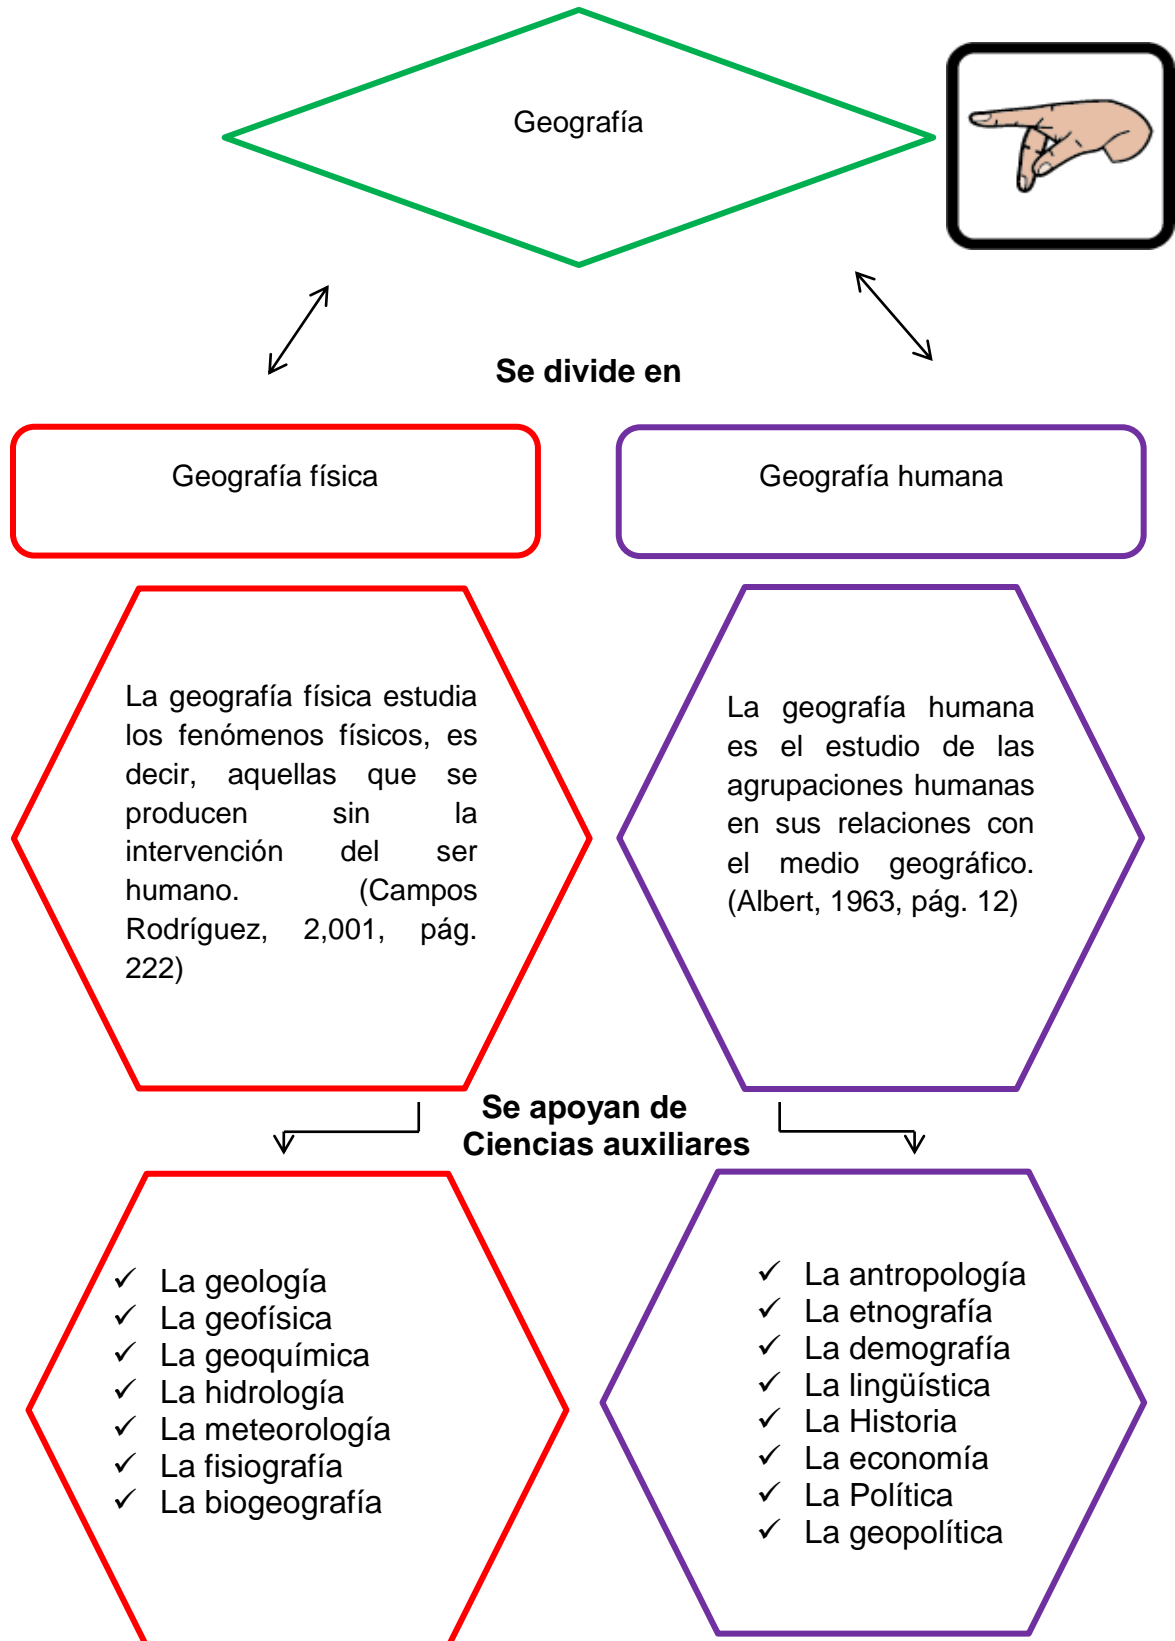 Geografía
Se divide en
Geografía física
Geografía humana
La geografía física estudia
los fenómenos físicos, es
decir, aquellas que se
producen sin la
intervención del ser
humano. (Campos
Rodríguez, 2,001, pág.
222)
La geografía humana
es el estudio de las
agrupaciones humanas
en sus relaciones con
el medio geográfico.
(Albert, 1963, pág. 12)
Se apoyan de
Ciencias auxiliares
✓ La geología
✓ La geofísica
✓ La geoquímica
✓ La hidrología
✓ La meteorología
✓ La fisiografía
✓ La biogeografía
✓ La antropología
✓ La etnografía
✓ La demografía
✓ La lingüística
✓ La Historia
✓ La economía
✓ La Política
✓ La geopolítica